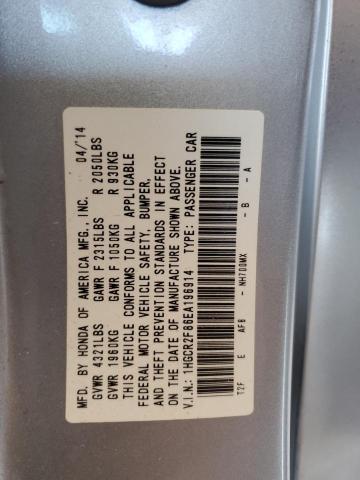 MFD. BY HONDA OF AMERICA MFG., INC. 04/'14
GVWR 4321LBS GAWR F 2315LBS R 2050LBS
GVWR 1960KG GAWR F 1050KG R 930KG
THIS VEHICLE CONFORMS TO ALL APPLICABLE
FEDERAL MOTOR VEHICLE SAFETY, BUMPER,
AND THEFT PREVENTION STANDARDS IN EFFECT
ON THE DATE OF MANUFACTURE SHOWN ABOVE.
V.I.N.: 1HGCR2F86EA196914 TYPE: PASSENGER CAR
T2F E AFB - NH700MX - B - A